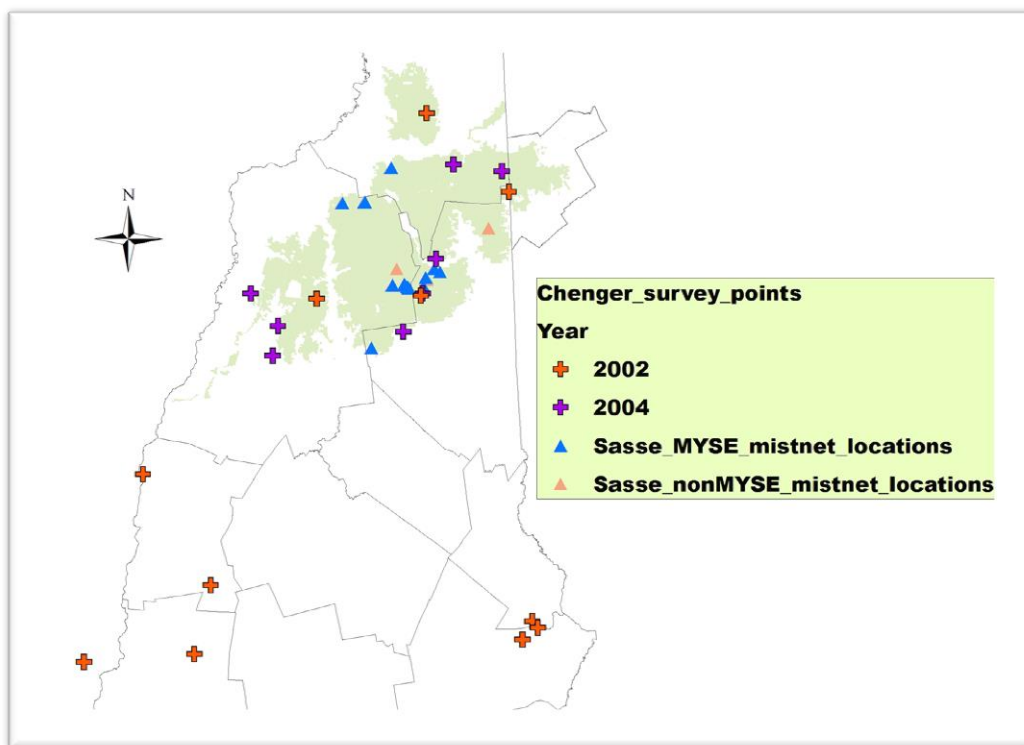 N
Chenger_survey_points
Year
2002
2004
Sasse_MYSE_mistnet_locations
Sasse_nonMYSE_mistnet_locations